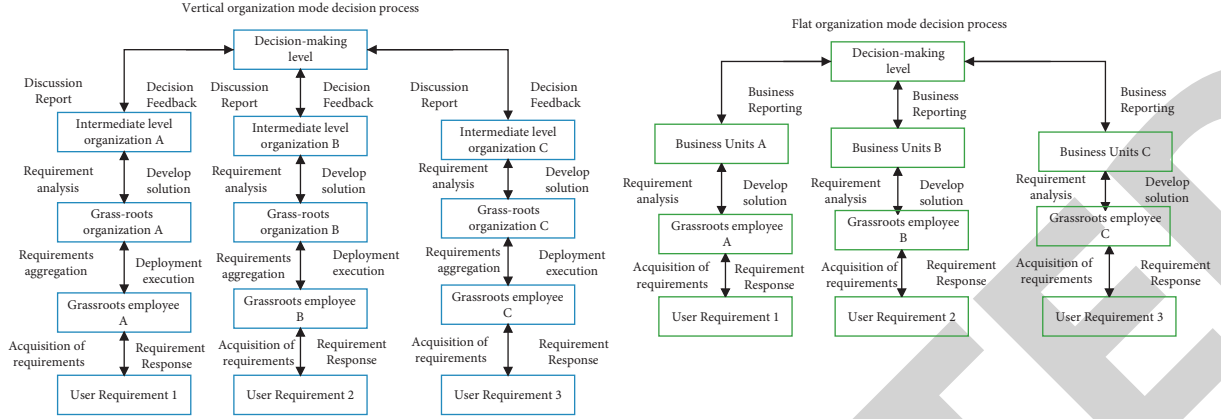 Vertical organization mode decision process
Decision-making
level
Discussion
Report
Decision
Feedback
Discussion
Report
Decision
Feedback
Discussion
Report
Decision
Feedback
Intermediate level
organization A
Intermediate level
organization B
Intermediate level
organization C
Requirement
analysis
Develop
solution
Requirement
analysis
Develop
solution
Requirement
analysis
Develop
solution
Grass-roots
organization A
Grass-roots
organization B
Grass-roots
organization C
Requirements
aggregation
Deployment
execution
Requirements
aggregation
Deployment
execution
Requirements
aggregation
Deployment
execution
Grassroots employee
A
Grassroots employee
B
Grassroots employee
C
Acquisition of
requirements
Requirement
Response
Acquisition of
requirements
Requirement
Response
Acquisition of
requirements
Requirement
Response
User Requirement 1
User Requirement 2
User Requirement 3
Flat organization mode decision process
Decision-making
level
Business
Reporting
Business
Reporting
Business
Reporting
Business Units A
Business Units B
Business Units C
Requirement
analysis
Develop
solution
Requirement
analysis
Develop
solution
Requirement
analysis
Develop
solution
Grassroots employee
A
Grassroots employee
B
Grassroots employee
C
Acquisition of
requirements
Requirement
Response
Acquisition of
requirements
Requirement
Response
Acquisition of
requirements
Requirement
Response
User Requirement 1
User Requirement 2
User Requirement 3